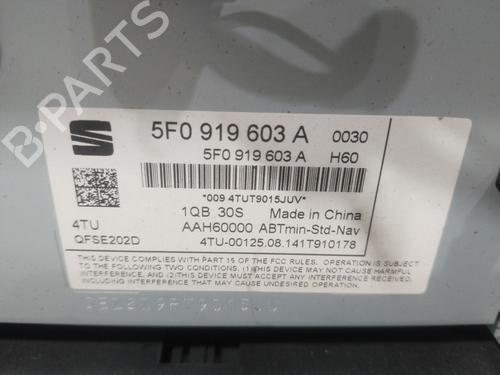 B-PARTS
5F0 919 603 A 0030
5F0 919 603 A H60
*009 4TUT9015JUV*
1QB 30S Made in China
4TU AAH60000 ABTmin-Std-Nav
QFSE202D 4TU-00125.08.141T910178
THIS DEVICE COMPLIES WITH PART 15 OF THE FCC RULES. OPERATION IS SUBJECT TO THE
FOLLOWING TWO CONDITIONS: (1) THIS DEVICE MAY NOT CAUSE HARMFUL
INTERFERENCE, AND (2) THIS DEVICE MUST ACCEPT ANY INTERFERENCE RECEIVED,
INCLUDING INTERFERENCE THAT MAY CAUSE UNDESIRED OPERATION.